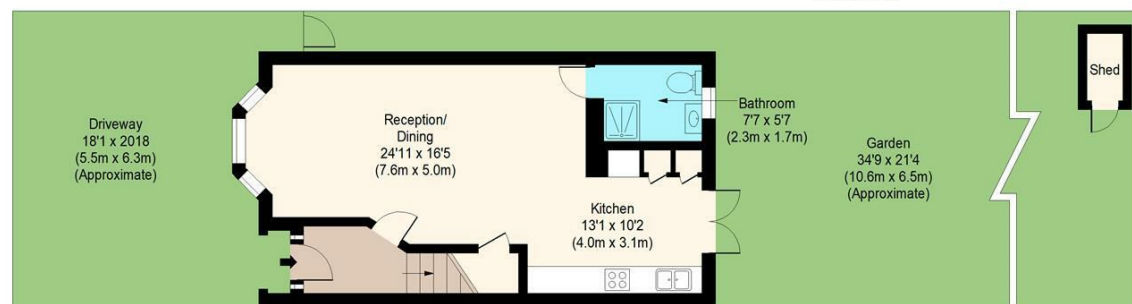 Driveway
18'1 x 2018
(5.5m x 6.3m)
(Approximate)
Reception/
Dining
24'11 x 16'5
(7.6m x 5.0m)
Bathroom
7'7 x 5'7
(2.3m x 1.7m)
Kitchen
13'1 x 10'2
(4.0m x 3.1m)
Garden
34'9 x 21'4
(10.6m x 6.5m)
(Approximate)
Shed